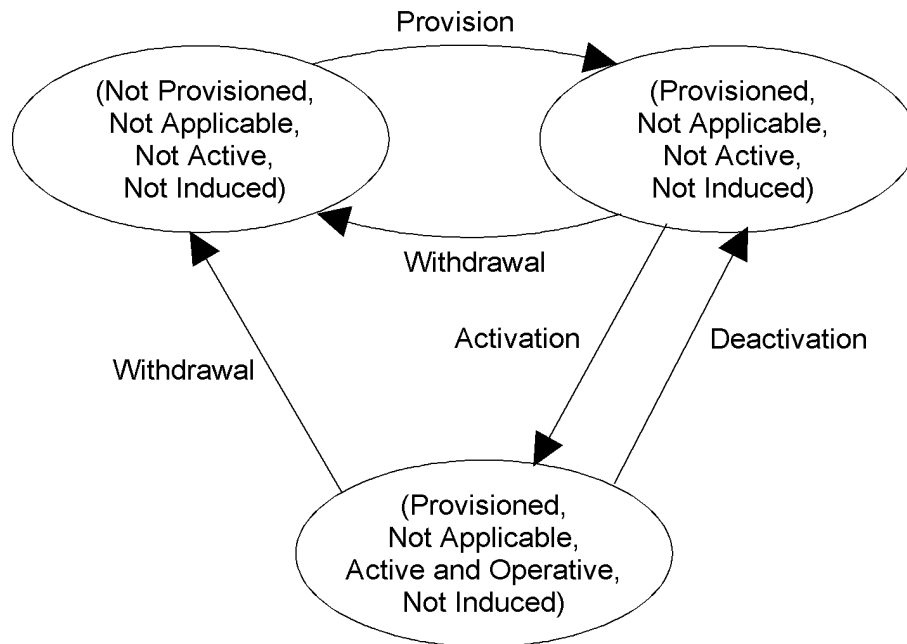 Provision
(Not Provisioned,
Not Applicable,
Not Active,
Not Induced)
(Provisioned,
Not Applicable,
Not Active,
Not Induced)
Withdrawal
Activation
Deactivation
Withdrawal
(Provisioned,
Not Applicable,
Active and Operative,
Not Induced)